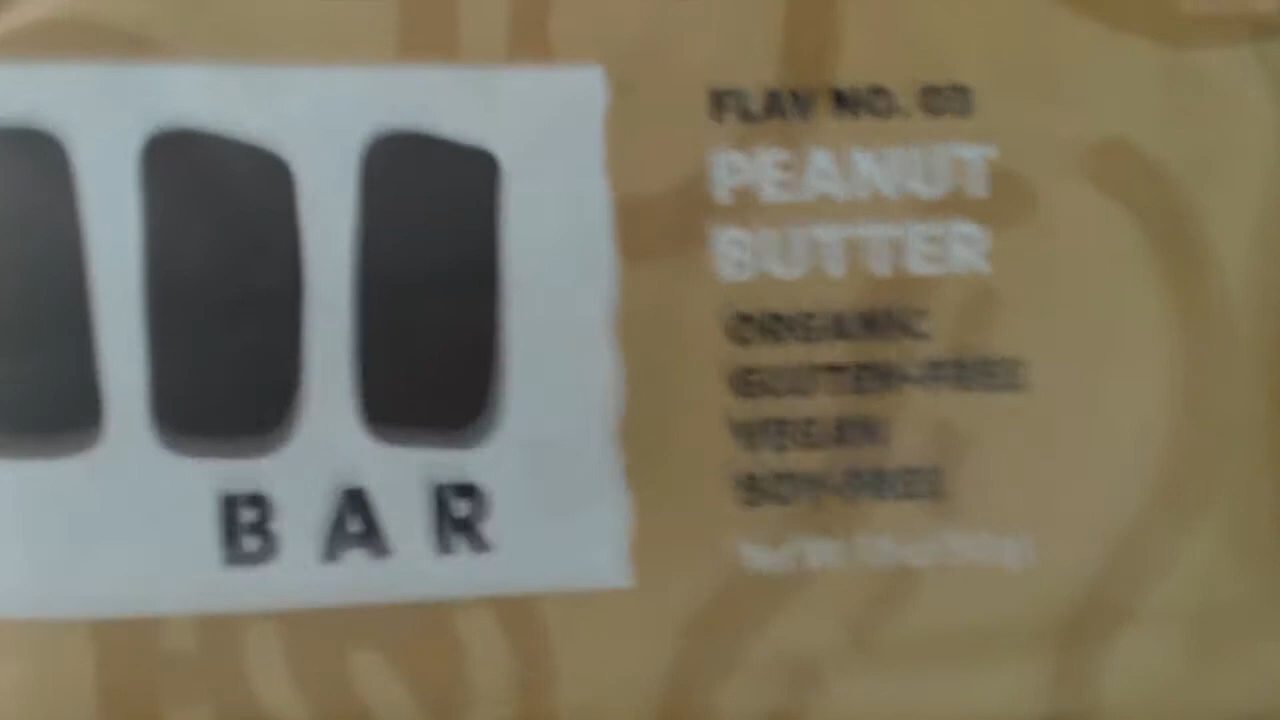 FLAV NO. 03
PEANUT
BUTTER
ORGANIC
GLUTEN-FREE
VEGAN
SOY-FREE
BAR